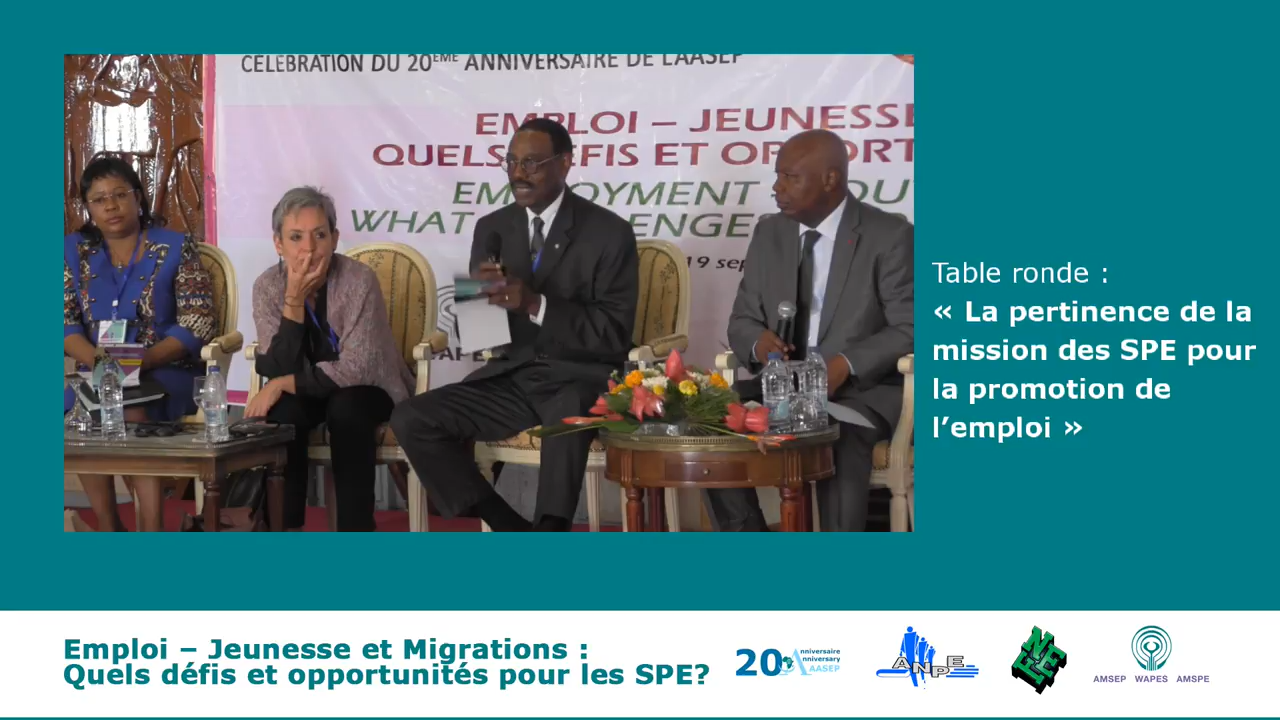 CÉLÉBRATION DU 20ÈME ANNIVERSAIRE DE L'AASEP
EMPLOI – JEUNESSE
QUELS DÉFIS ET
WHAT
19
Table ronde :
« La pertinence de la
mission des SPE pour
la promotion de
l’emploi »
Emploi – Jeunesse et Migrations :
Quels défis et opportunités pour les SPE?
20 Anniversaire
Anniversary
AASEP
ANPE
AMSEP WAPES AMSPE